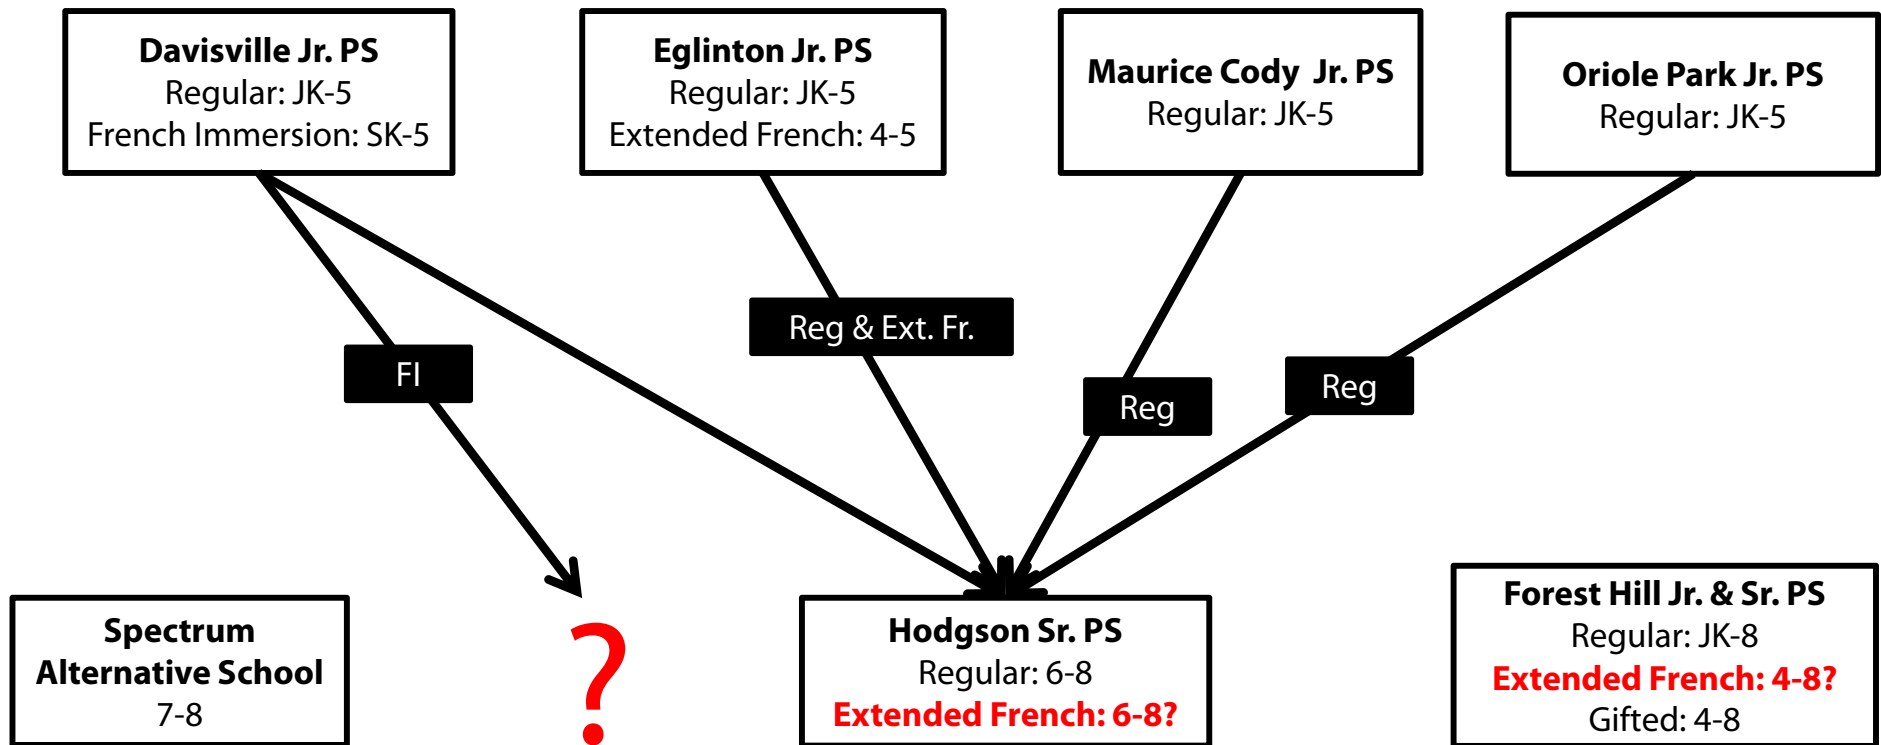 Davisville Jr. PS
Regular: JK-5
French Immersion: SK-5
Eglinton Jr. PS
Regular: JK-5
Extended French: 4-5
Maurice Cody Jr. PS
Regular: JK-5
Oriole Park Jr. PS
Regular: JK-5
FI
Reg & Ext. Fr.
Reg
Reg
Spectrum
Alternative School
7-8
?
Hodgson Sr. PS
Regular: 6-8
Extended French: 6-8?
Forest Hill Jr. & Sr. PS
Regular: JK-8
Extended French: 4-8?
Gifted: 4-8